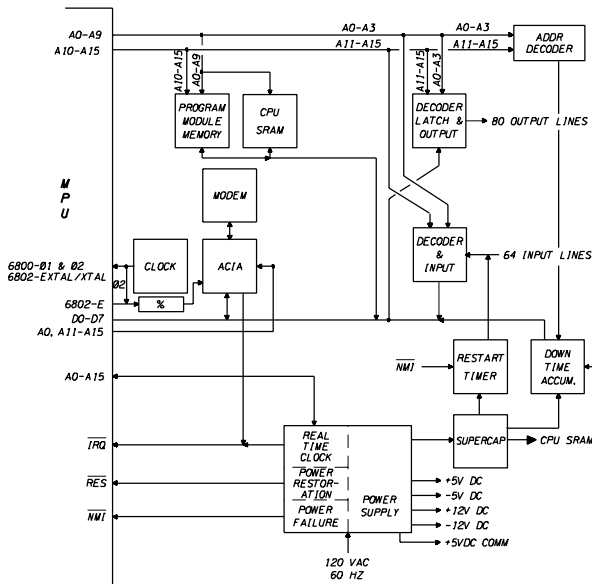 A0-A9
A0-A3
A0-A3
A10-A15
A11-A15
A11-A15
ADDR
DECODER
A10-A15
A0-A9
A11-A15
A0-A3
PROGRAM
MODULE
MEMORY
CPU
SRAM
DECODER
LATCH &
OUTPUT
80 OUTPUT LINES
M
P
U
MODEM
DECODER
&
INPUT
64 INPUT LINES
6800-Ø1 & Ø2
6802-EXTAL/XTAL
Ø2
CLOCK
ACIA
6802-E
%
D0-D7
A0, A11-A15
NMI
RESTART
TIMER
DOWN
TIME
ACCUM.
A0-A15
IRQ
REAL
TIME
CLOCK
SUPERCAP
CPU SRAM
RES
POWER
RESTOR-
ATION
POWER
SUPPLY
+5V DC
-5V DC
NMI
POWER
FAILURE
+12V DC
-12V DC
+5VDC COMM
120 VAC
60 HZ